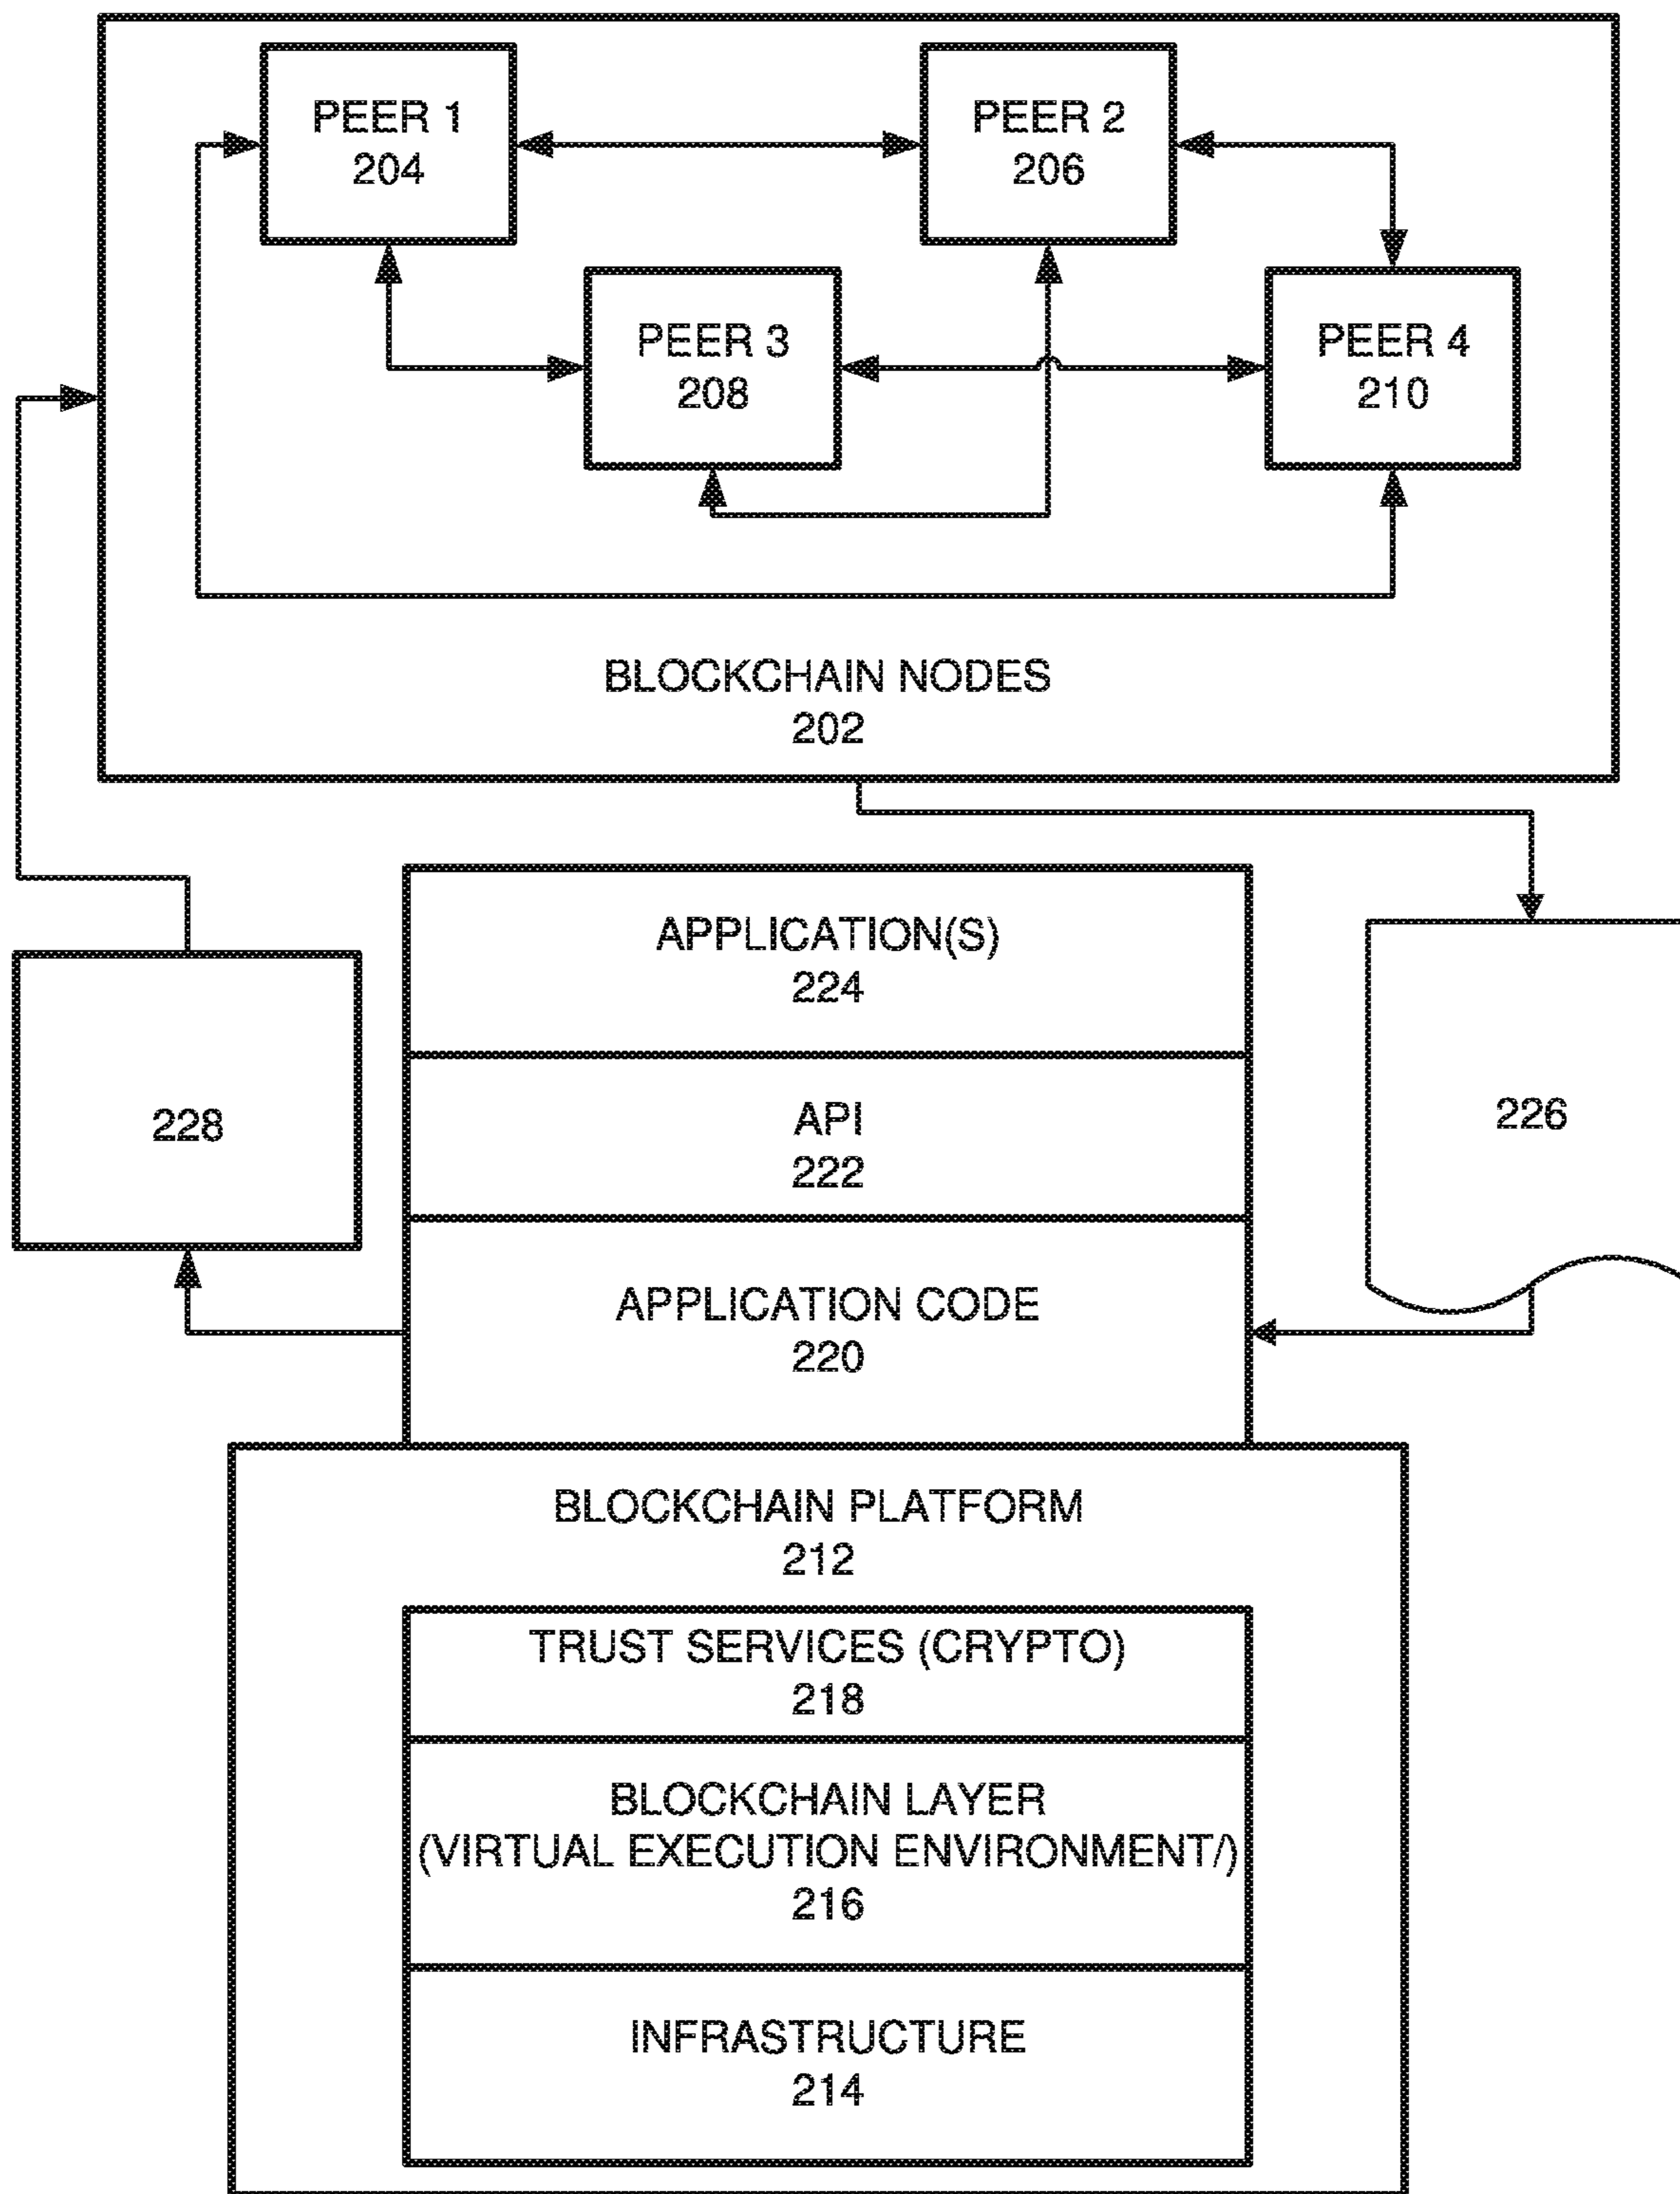 PEER 1
204
PEER 2
206
PEER 3
208
PEER 4
210
BLOCKCHAIN NODES
202
APPLICATION(S)
224
API
222
228
226
APPLICATION CODE
220
BLOCKCHAIN PLATFORM
212
TRUST SERVICES (CRYPTO)
218
BLOCKCHAIN LAYER
(VIRTUAL EXECUTION ENVIRONMENT/)
216
INFRASTRUCTURE
214